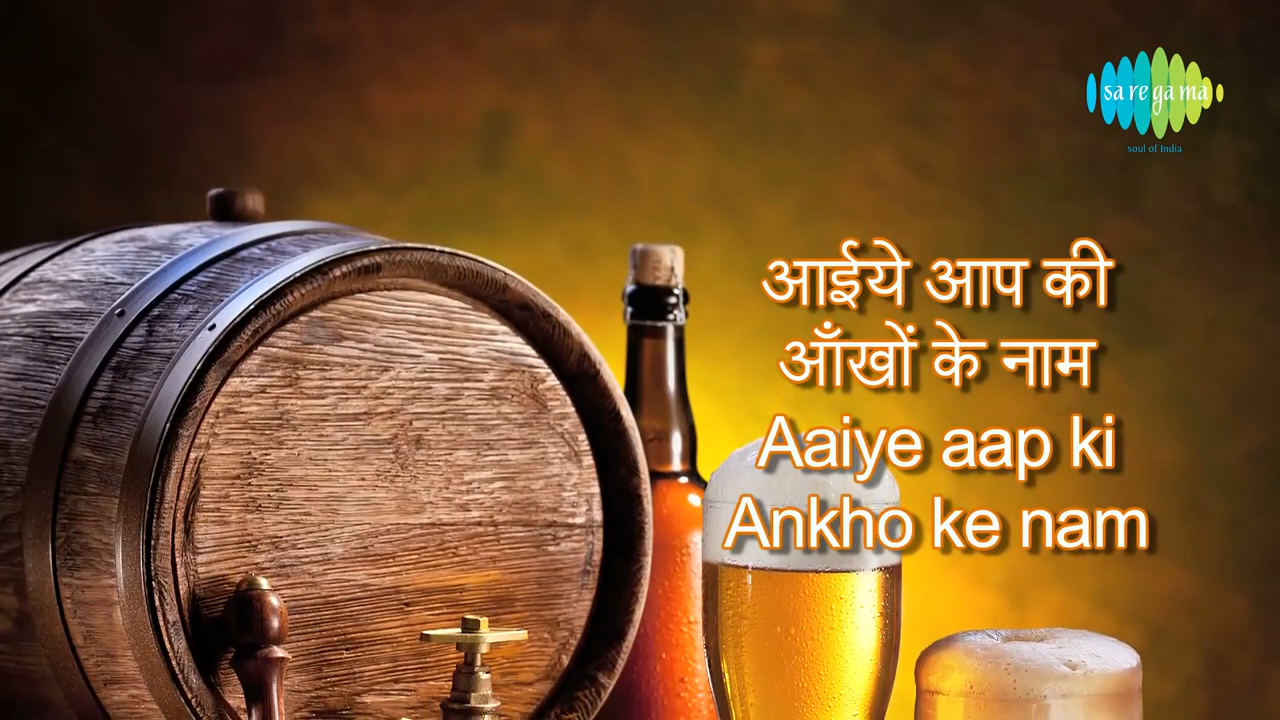 sa re ga ma
soul of India
आईये आप की
आँखों के नाम
Aaiye aap ki
Ankho ke nam